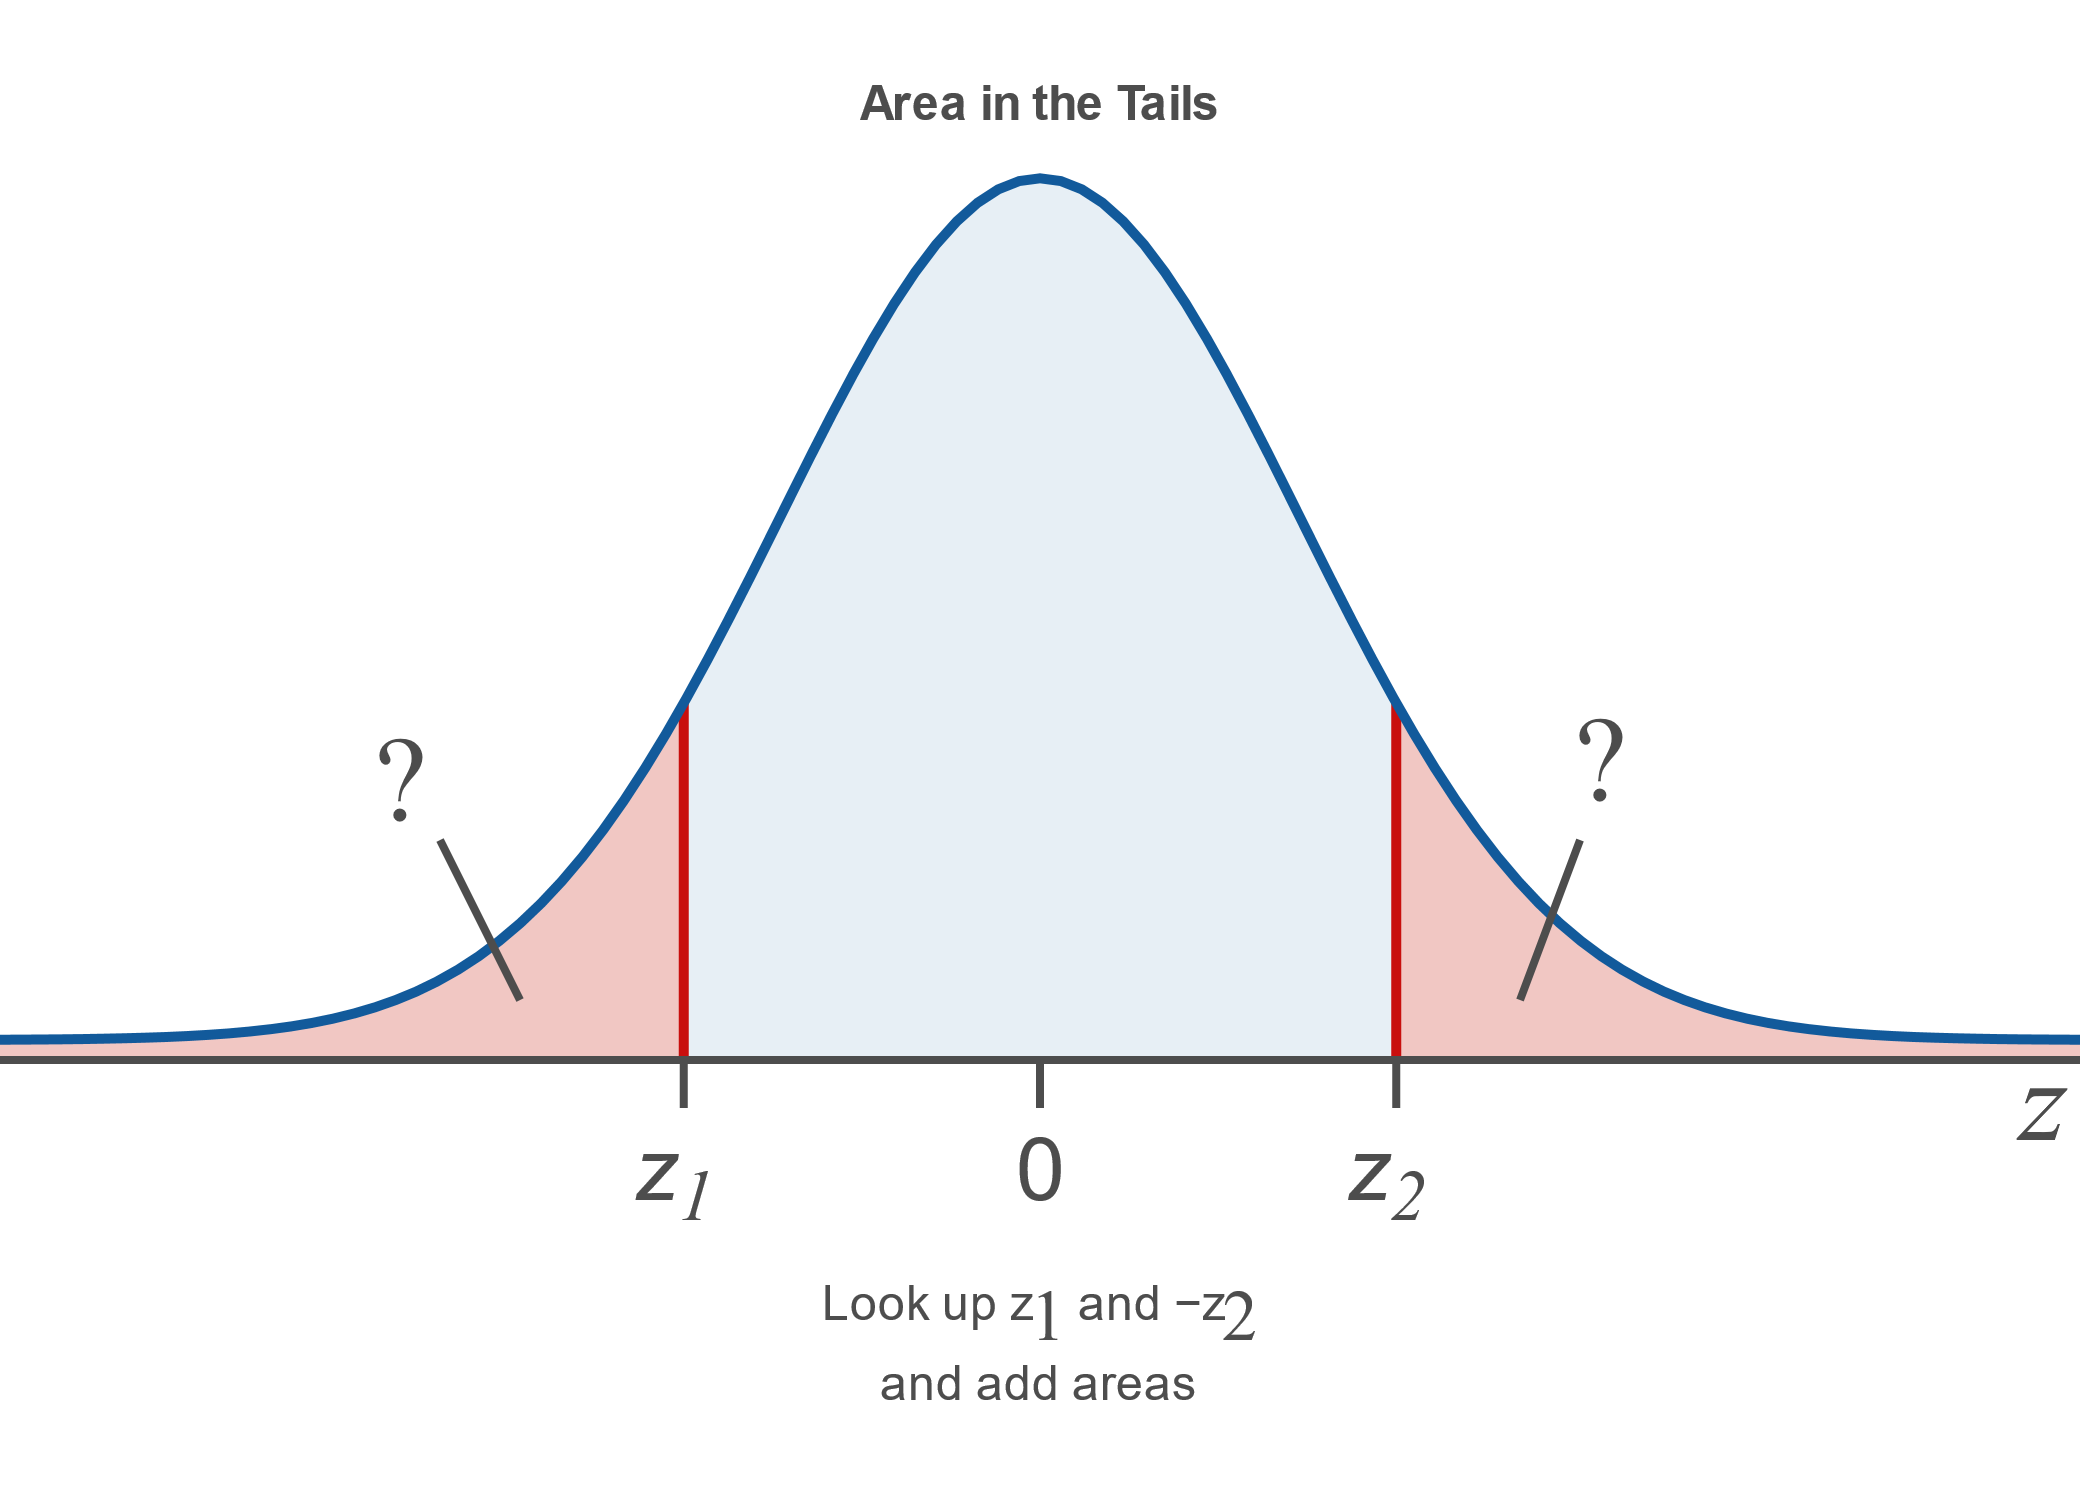 Area in the Tails
?
?
z
z1 0 z2
Look up z1 and −z2
and add areas